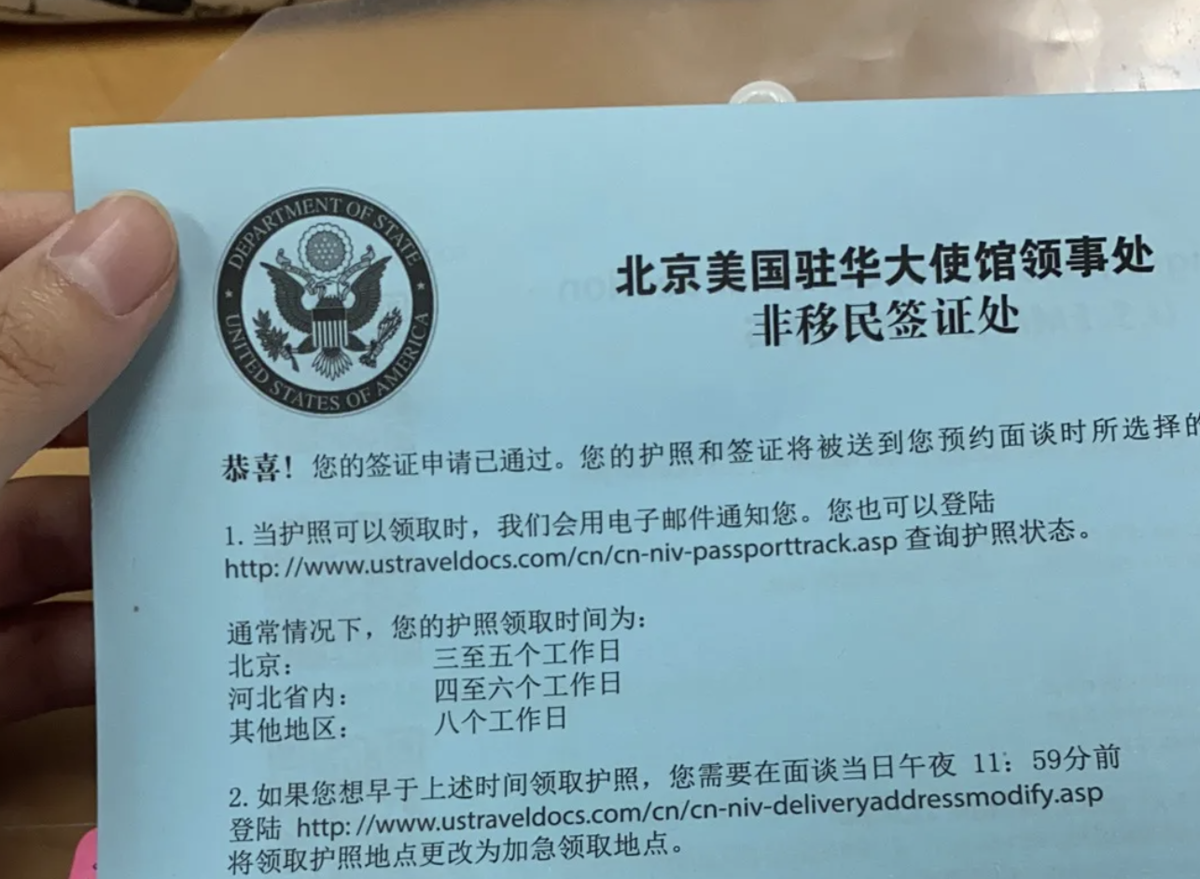 DEPARTMENT OF STATE
UNITED STATES OF AMERICA
北京美国驻华大使馆领事处
非移民签证处
恭喜! 您的签证申请已通过。您的护照和签证将被送到您预约面谈时所选择的
1. 当护照可以领取时，我们会用电子邮件通知您。您也可以登陆
http: //www.ustraveldocs.com/cn/cn-niv-passporttrack.asp 查询护照状态。
通常情况下，您的护照领取时间为：
北京： 三至五个工作日
河北省内： 四至六个工作日
其他地区： 八个工作日
2. 如果您想早于上述时间领取护照，您需要在面谈当日午夜 11：59分前
登陆 http: //www.ustraveldocs.com/cn/cn-niv-deliveryaddressmodify.asp
将领取护照地点更改为加急领取地点。